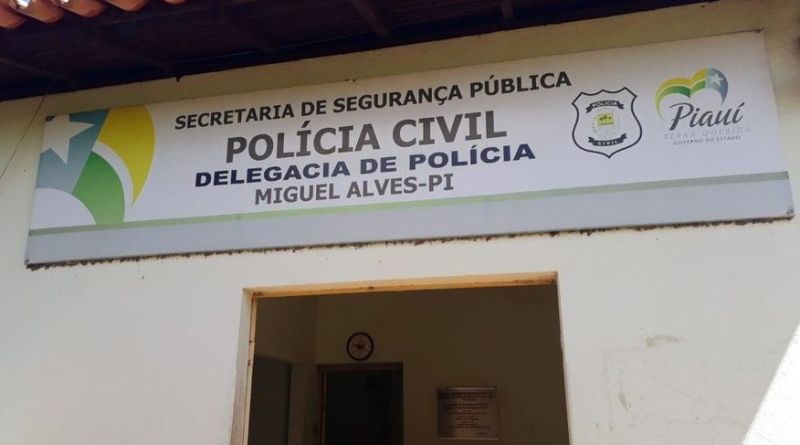 SECRETARIA DE SEGURANÇA PÚBLICA
POLÍCIA CIVIL
DELEGACIA DE POLÍCIA
MIGUEL ALVES-PI
POLICIA
CIVIL
Piauí
TERRA QUERIDA
GOVERNO DO ESTADO